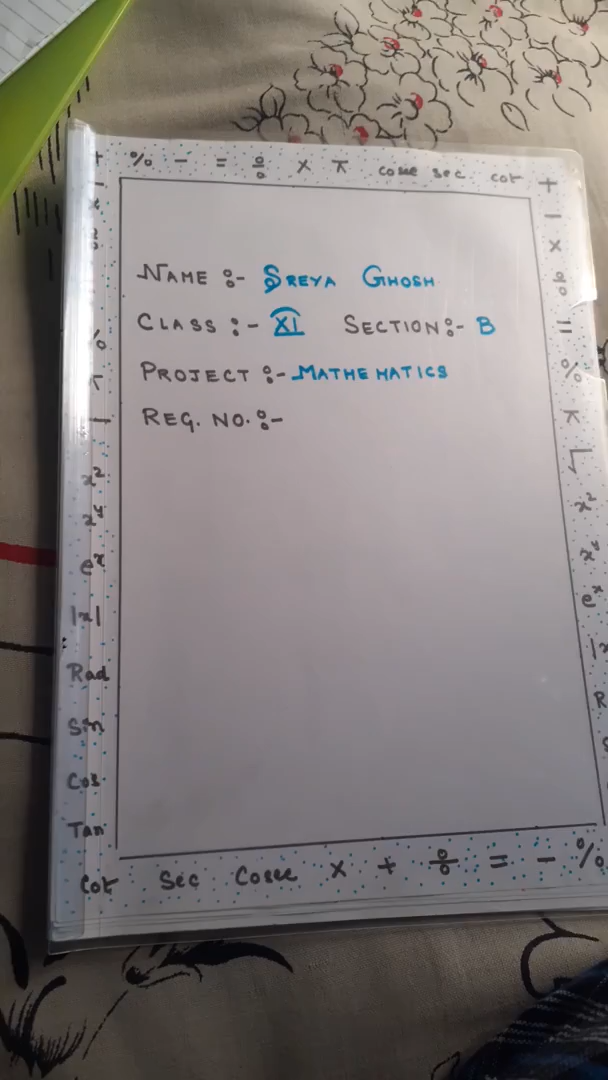 + % - = ÷ × π cosec sec cot +
NAME :- SREYA GHOSH
CLASS :- XI SECTION :- B
PROJECT :- MATHEMATICS
REG. NO. :-
%
π
x²
x^y
e^x
|x|
Rad
Sin
Cos
Tan
- × ÷ = % π
x²
x^y
e^x
Cot Sec Cosec × + ÷ = - %